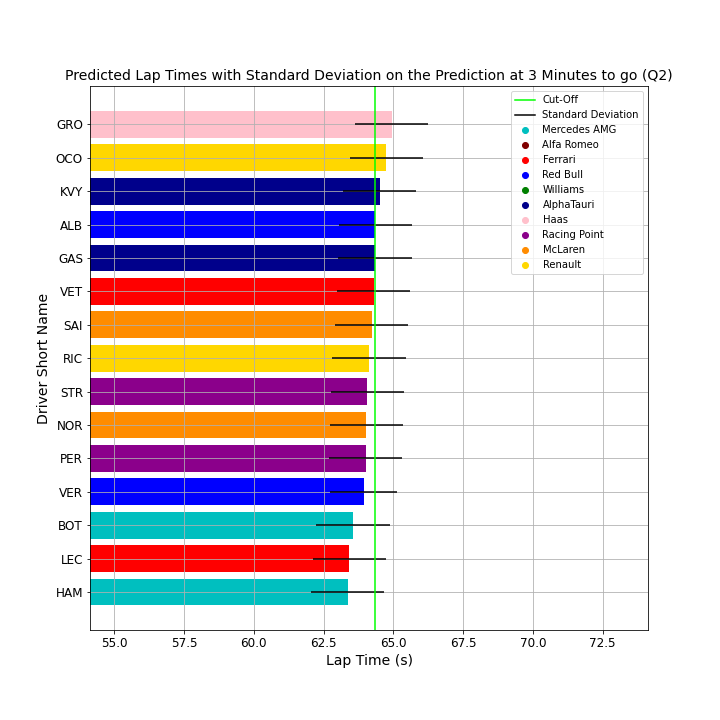 Predicted Lap Times with Standard Deviation on the Prediction at 3 Minutes to go (Q2)
Cut-Off
Standard Deviation
Mercedes AMG
Alfa Romeo
Ferrari
Red Bull
Williams
AlphaTauri
Haas
Racing Point
McLaren
Renault
Driver Short Name
GRO
OCO
KVY
ALB
GAS
VET
SAI
RIC
STR
NOR
PER
VER
BOT
LEC
HAM
55.0 57.5 60.0 62.5 65.0 67.5 70.0 72.5
Lap Time (s)